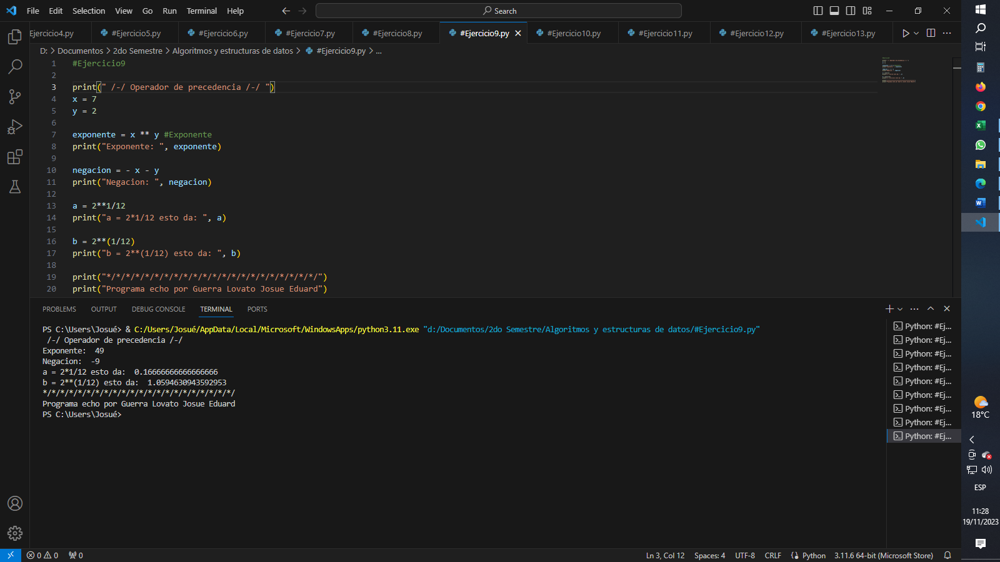 File Edit Selection View Go Run Terminal Help
Search
Ejercicio4.py #Ejercicio5.py #Ejercicio6.py #Ejercicio7.py #Ejercicio8.py #Ejercicio9.py #Ejercicio10.py #Ejercicio11.py #Ejercicio12.py #Ejercicio13.py
D: > Documentos > 2do Semestre > Algoritmos y estructuras de datos > #Ejercicio9.py > ...
1 #Ejercicio9
2
3 print(" /-/ Operador de precedencia /-/ ")
4 x = 7
5 y = 2
6
7 exponente = x ** y #Exponente
8 print("Exponente: ", exponente)
9
10 negacion = - x - y
11 print("Negacion: ", negacion)
12
13 a = 2**1/12
14 print("a = 2*1/12 esto da: ", a)
15
16 b = 2**(1/12)
17 print("b = 2**(1/12) esto da: ", b)
18
19 print("*/*/*/*/*/*/*/*/*/*/*/*/*/*/*/*/*/*/*/*/*/*/")
20 print("Programa echo por Guerra Lovato Josue Eduard")
PROBLEMS OUTPUT DEBUG CONSOLE TERMINAL PORTS
PS C:\Users\Josué> & C:/Users/Josué/AppData/Local/Microsoft/WindowsApps/python3.11.exe "d:/Documentos/2do Semestre/Algoritmos y estructuras de datos/#Ejercicio9.py"
/-/ Operador de precedencia /-/
Exponente:  49
Negacion:  -9
a = 2*1/12 esto da:  0.16666666666666666
b = 2**(1/12) esto da:  1.0594630943592953
*/*/*/*/*/*/*/*/*/*/*/*/*/*/*/*/*/*/*/*/*/*/
Programa echo por Guerra Lovato Josue Eduard
PS C:\Users\Josué>
Python: #Ej...
Python: #Ej...
Python: #Ej...
Python: #Ej...
Python: #Ej...
Python: #Ej...
Python: #Ej...
Python: #Ej...
Python: #Ej...
18°C
ESP
11:28
19/11/2023
0 0 0 Ln 3, Col 12 Spaces: 4 UTF-8 CRLF Python 3.11.6 64-bit (Microsoft Store)